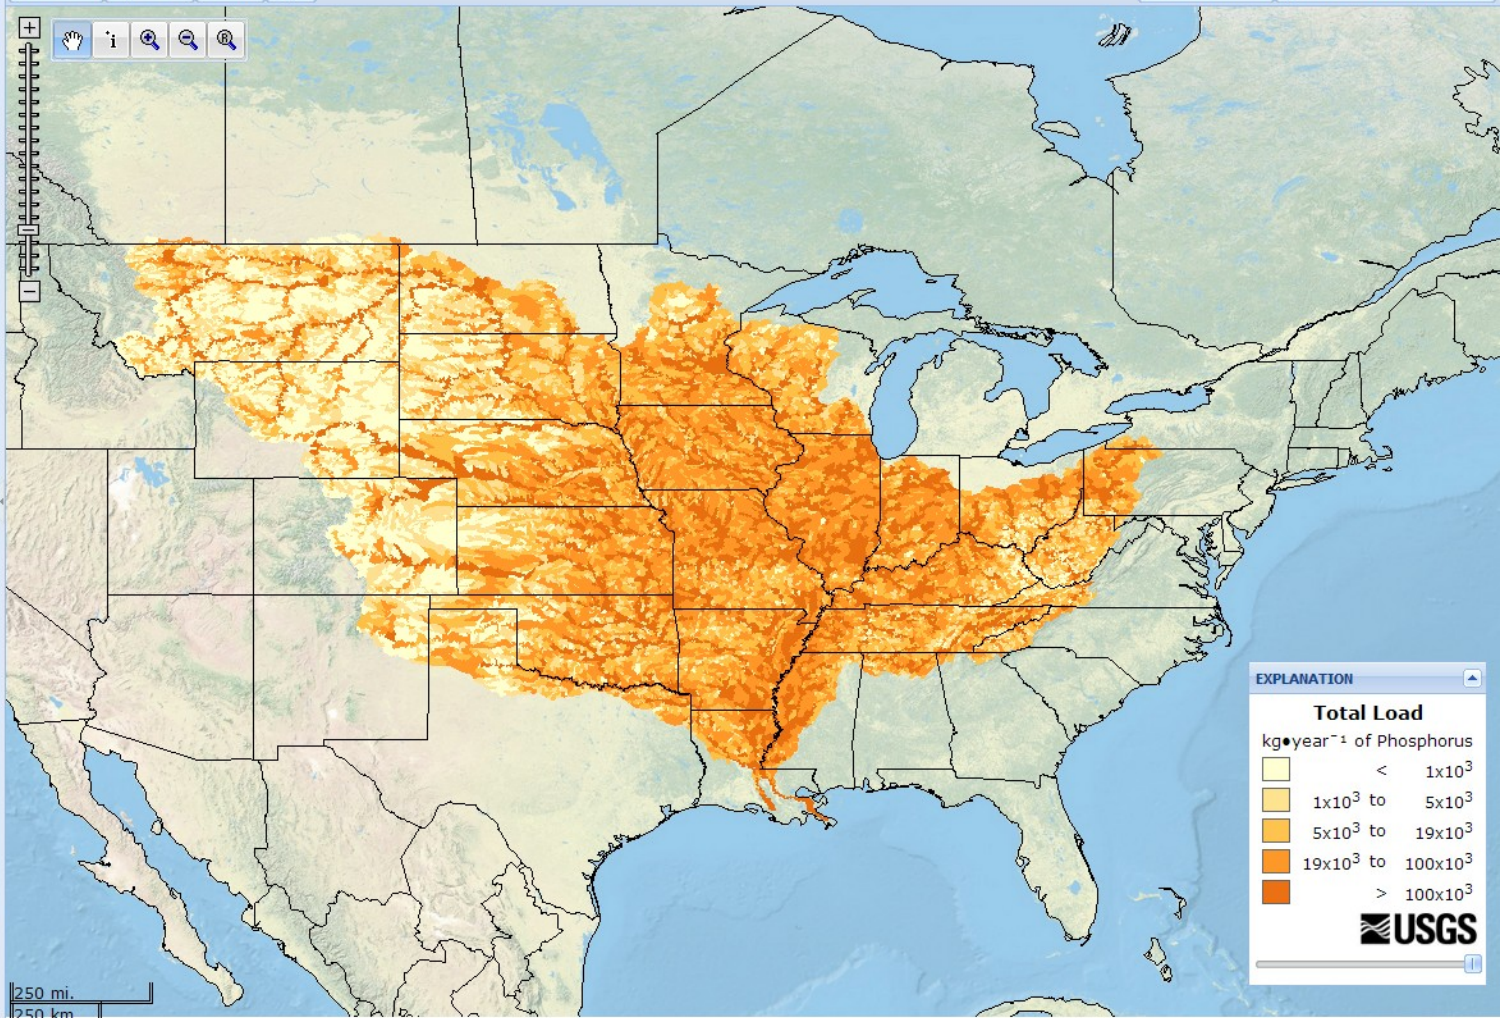 i
R
EXPLANATION
Total Load
kg●year⁻¹ of Phosphorus
< 1x10³
1x10³ to 5x10³
5x10³ to 19x10³
19x10³ to 100x10³
> 100x10³
USGS
250 mi.
250 km